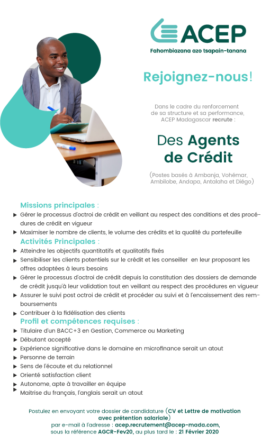 ACEP
Fahombiazana azo tsapain-tanana
Rejoignez-nous!
Dans le cadre du renforcement
de sa structure et sa performance,
ACEP Madagascar recrute :
Des Agents
de Crédit
(Postes basés à Ambanja, Vohémar,
Ambilobe, Andapa, Antalaha et Diégo)
Missions principales :
Gérer le processus d'octroi de crédit en veillant au respect des conditions et des procé-
dures de crédit en vigueur
Maximiser le nombre de clients, le volume des crédits et la qualité du portefeuille
Activités Principales :
Atteindre les objectifs quantitatifs et qualitatifs fixés
Sensibiliser les clients potentiels sur le crédit et les conseiller en leur proposant les
offres adaptées à leurs besoins
Gérer le processus d'octroi de crédit depuis la constitution des dossiers de demande
de crédit jusqu'à leur validation tout en veillant au respect des procédures en vigueur
Assurer le suivi post octroi de crédit et procéder au suivi et à l'encaissement des rem-
boursements
Contribuer à la fidélisation des clients
Profil et compétences requises :
Titulaire d'un BACC+3 en Gestion, Commerce ou Marketing
Débutant accepté
Expérience significative dans le domaine en microfinance serait un atout
Personne de terrain
Sens de l'écoute et du relationnel
Orienté satisfaction client
Autonome, apte à travailler en équipe
Maîtrise du français, l'anglais serait un atout
Postulez en envoyant votre dossier de candidature (CV et Lettre de motivation
avec prétention salariale)
par e-mail à l'adresse : acep.recrutement@acep-mada.com,
sous la référence AGCR-Fev20, au plus tard le : 21 Février 2020